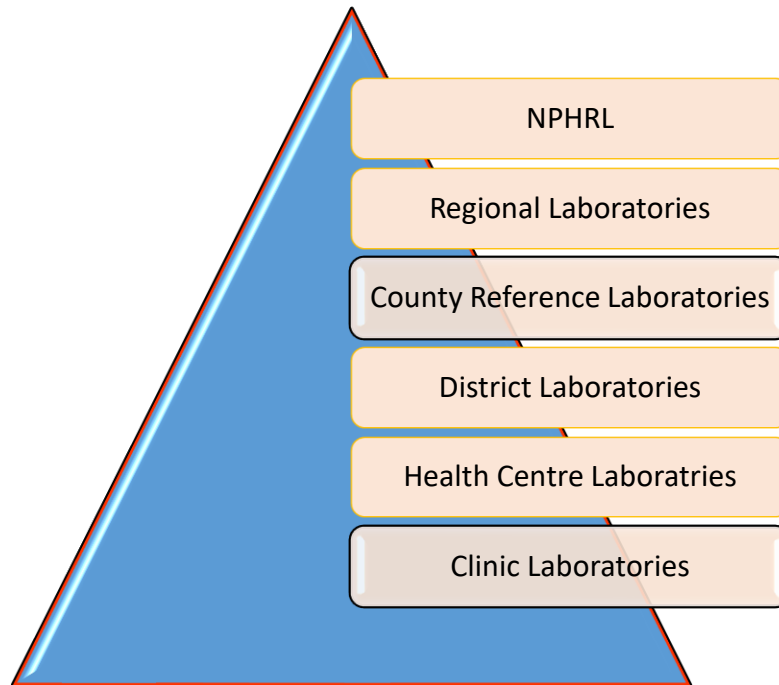 NPHRL
Regional Laboratories
County Reference Laboratories
District Laboratories
Health Centre Laboratries
Clinic Laboratories